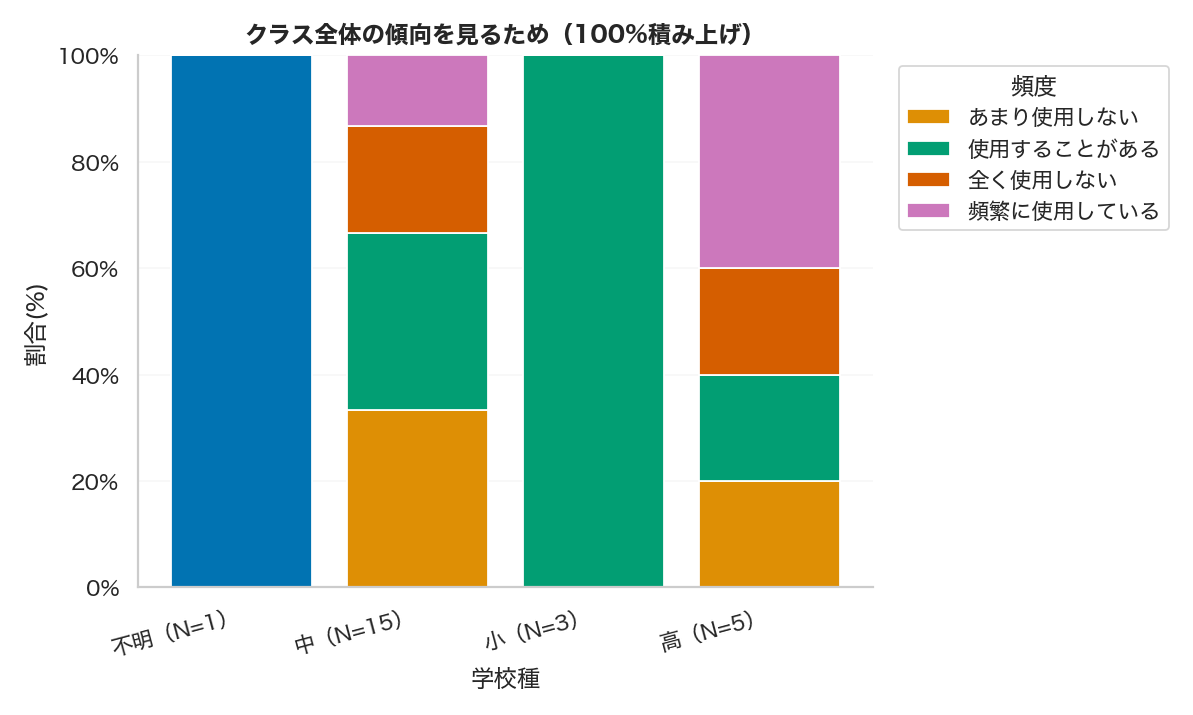 クラス全体の傾向を見るため（100%積み上げ）
割合(%)
100%
80%
60%
40%
20%
0%
不明（N=1）
中（N=15）
小（N=3）
高（N=5）
学校種
頻度
あまり使用しない
使用することがある
全く使用しない
頻繁に使用している